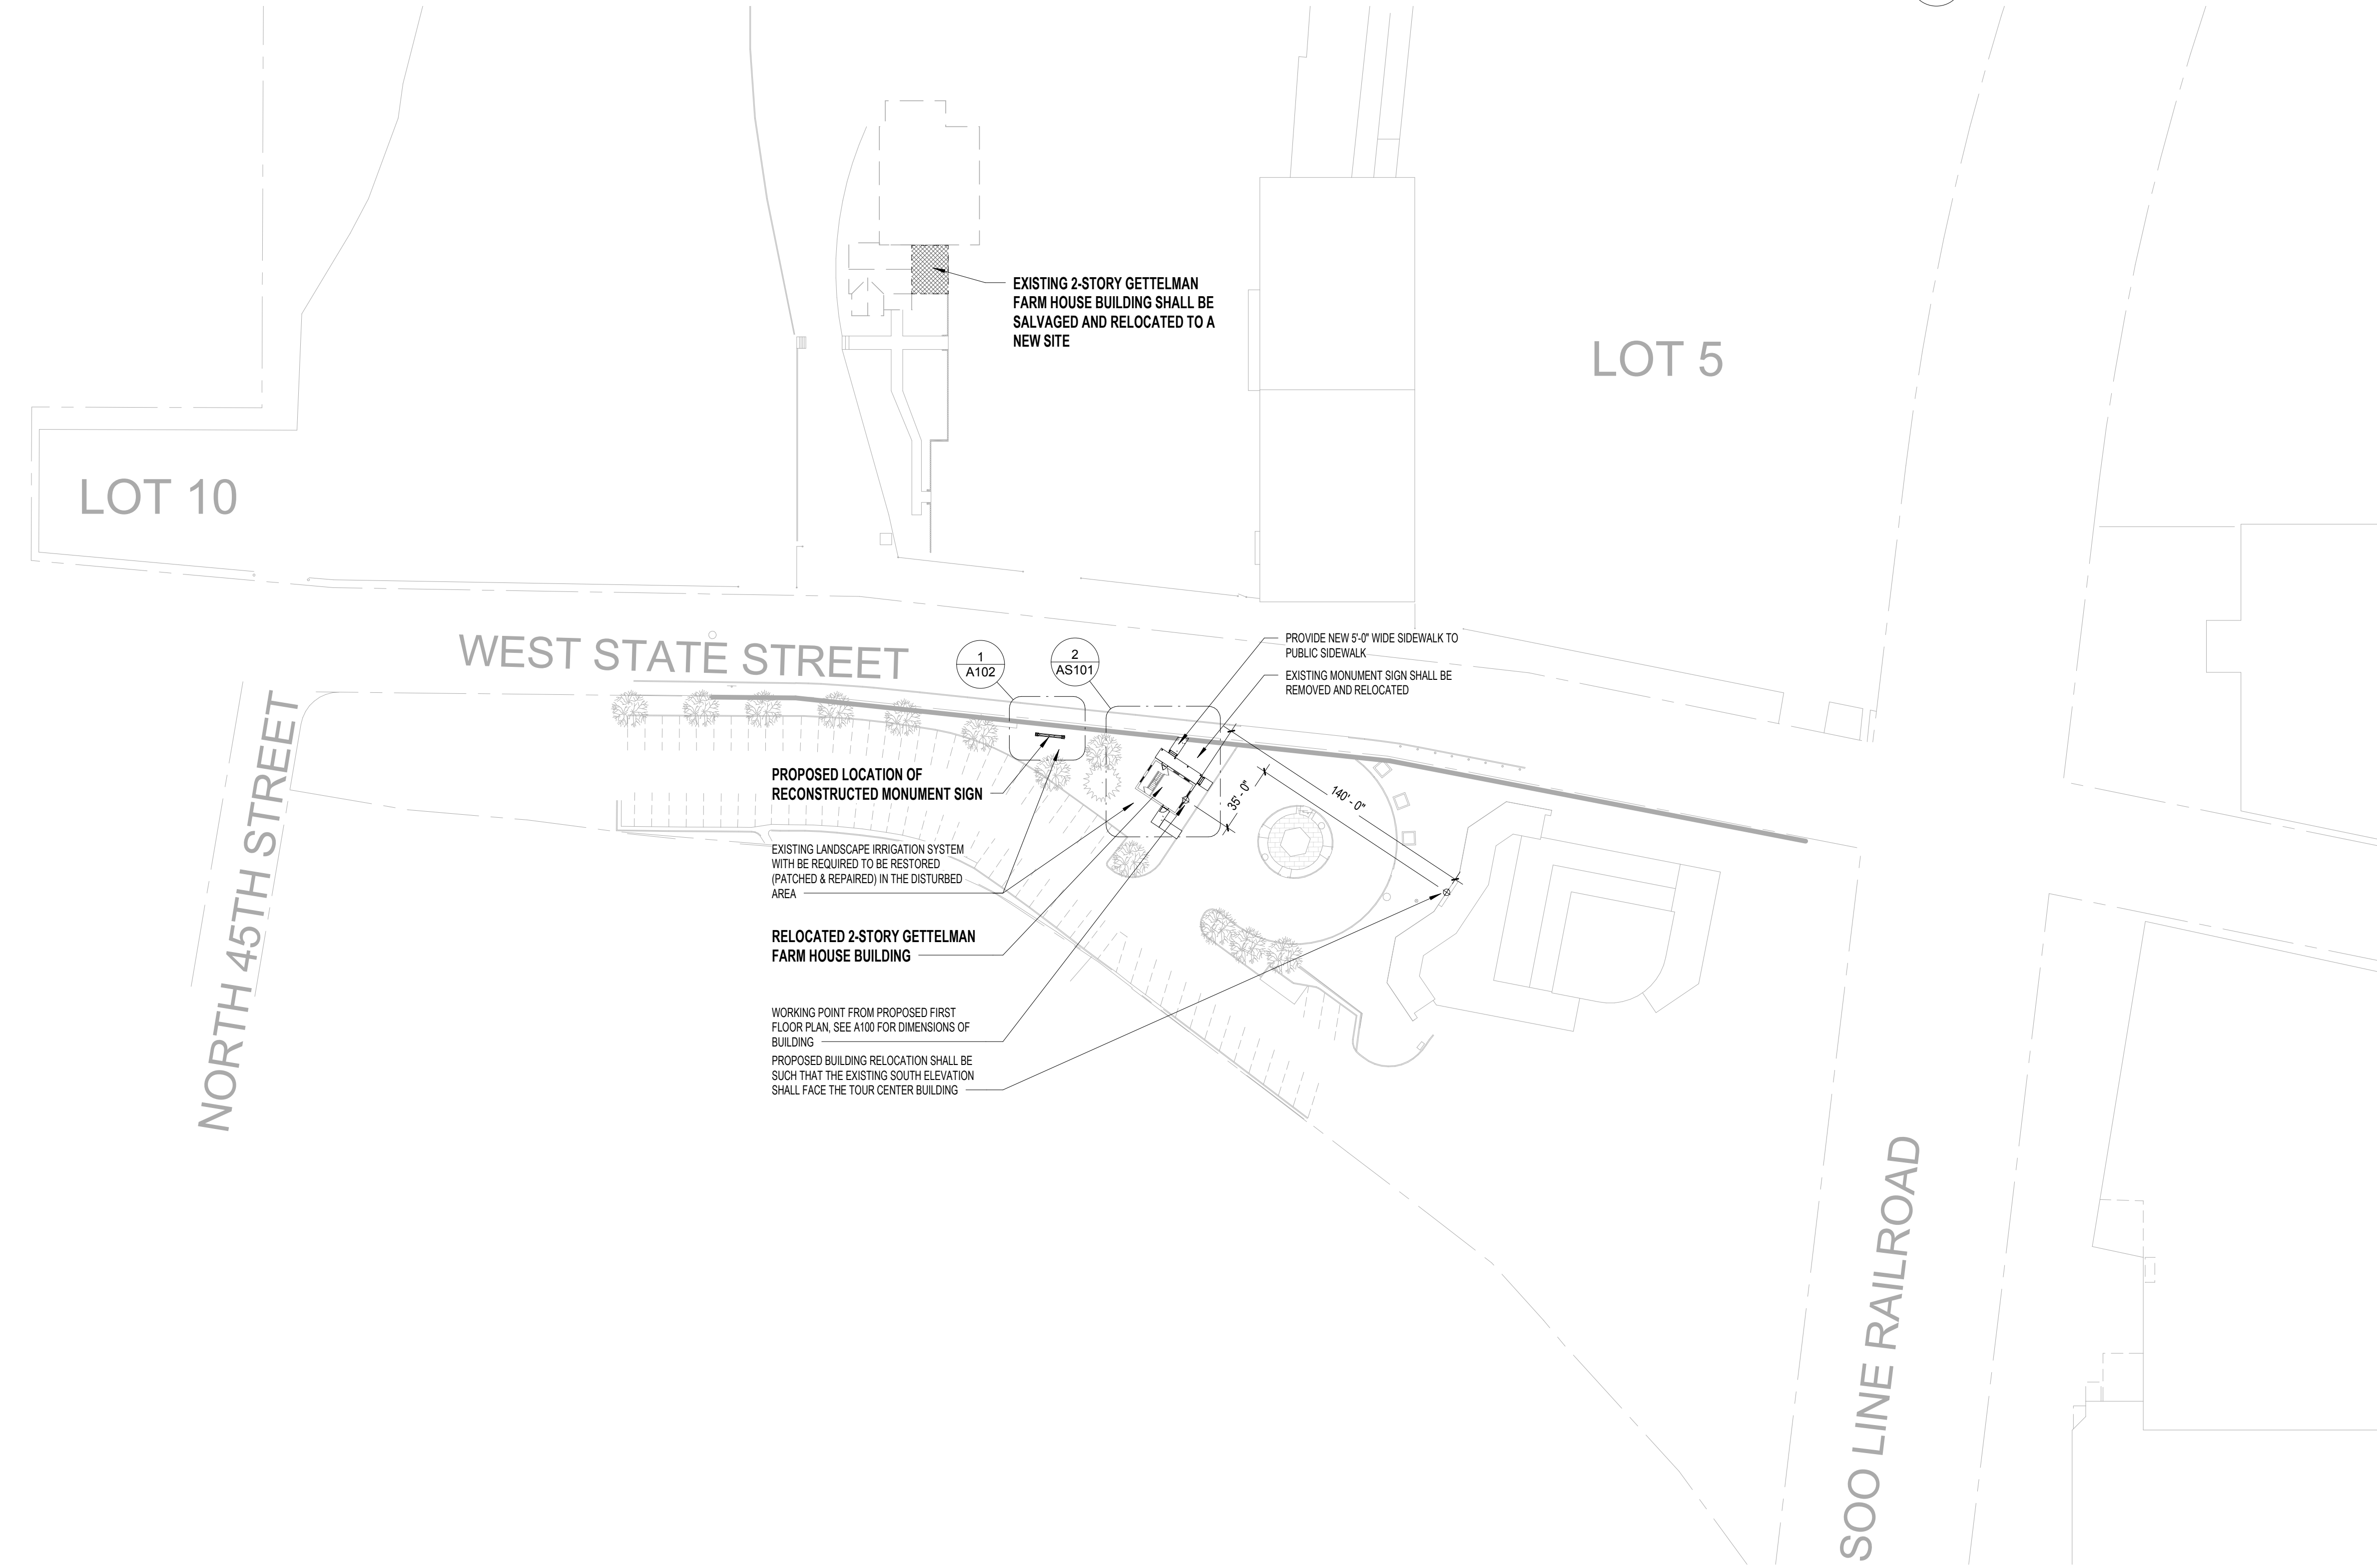 EXISTING 2-STORY GETTELMAN
FARM HOUSE BUILDING SHALL BE
SALVAGED AND RELOCATED TO A
NEW SITE
LOT 5
LOT 10
WEST STATE STREET
1
A102
2
AS101
PROVIDE NEW 5'-0" WIDE SIDEWALK TO
PUBLIC SIDEWALK
EXISTING MONUMENT SIGN SHALL BE
REMOVED AND RELOCATED
NORTH 45TH STREET
PROPOSED LOCATION OF
RECONSTRUCTED MONUMENT SIGN
35' - 0"
140' - 0"
EXISTING LANDSCAPE IRRIGATION SYSTEM
WITH BE REQUIRED TO BE RESTORED
(PATCHED & REPAIRED) IN THE DISTURBED
AREA
RELOCATED 2-STORY GETTELMAN
FARM HOUSE BUILDING
WORKING POINT FROM PROPOSED FIRST
FLOOR PLAN, SEE A100 FOR DIMENSIONS OF
BUILDING
PROPOSED BUILDING RELOCATION SHALL BE
SUCH THAT THE EXISTING SOUTH ELEVATION
SHALL FACE THE TOUR CENTER BUILDING
SOO LINE RAILROAD